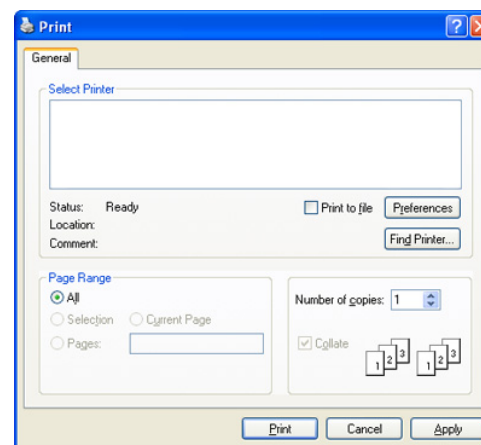 Print
General
Select Printer
Status: Ready
Location:
Comment:
Print to file
Preferences
Find Printer...
Page Range
All
Selection
Current Page
Pages:
Number of copies: 1
Collate
1 2 3 1 2 3
Print
Cancel
Apply